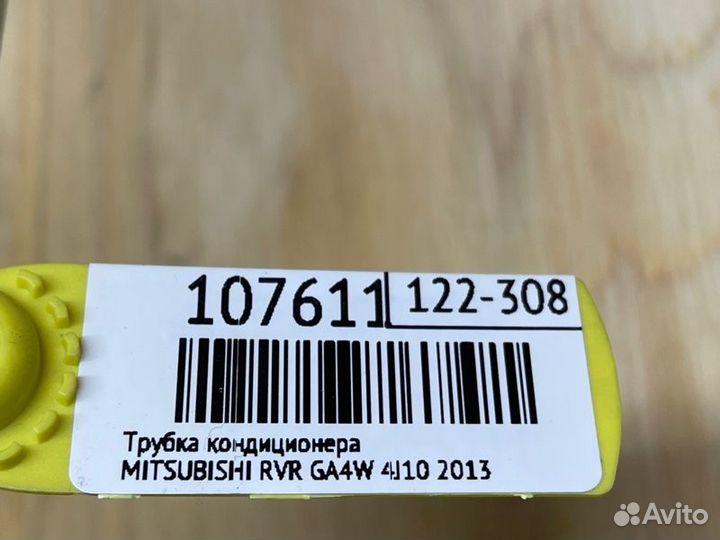 107611 122-308
Трубка кондиционера
MITSUBISHI RVR GA4W 4J10 2013
Avito